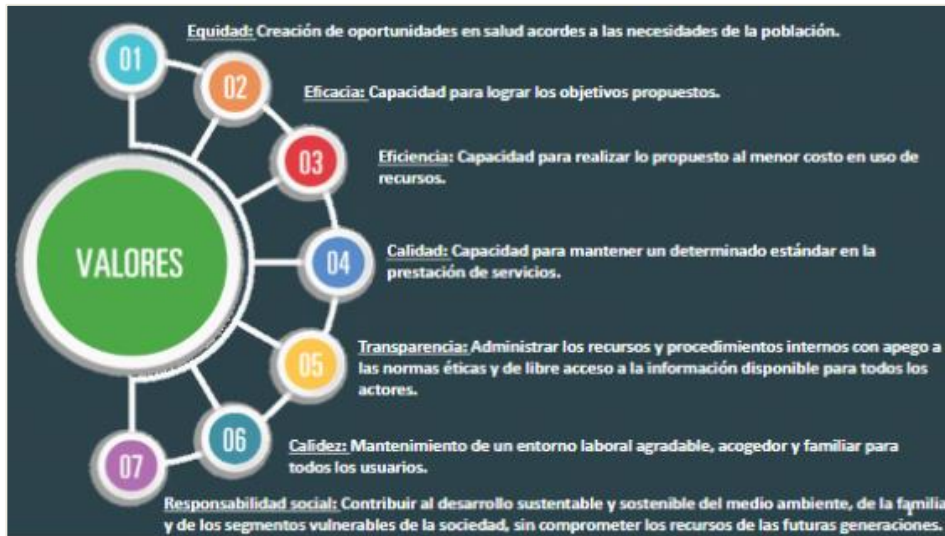 01
Equidad: Creación de oportunidades en salud acordes a las necesidades de la población.
02
Eficacia: Capacidad para lograr los objetivos propuestos.
03
Eficiencia: Capacidad para realizar lo propuesto al menor costo en uso de
recursos.
VALORES
04
Calidad: Capacidad para mantener un determinado estándar en la
prestación de servicios.
05
Transparencia: Administrar los recursos y procedimientos internos con apego a
las normas éticas y de libre acceso a la información disponible para todos los
actores.
06
Calidez: Mantenimiento de un entorno laboral agradable, acogedor y familiar para
todos los usuarios.
07
Responsabilidad social: Contribuir al desarrollo sustentable y sostenible del medio ambiente, de la familia
y de los segmentos vulnerables de la sociedad, sin comprometer los recursos de las futuras generaciones.